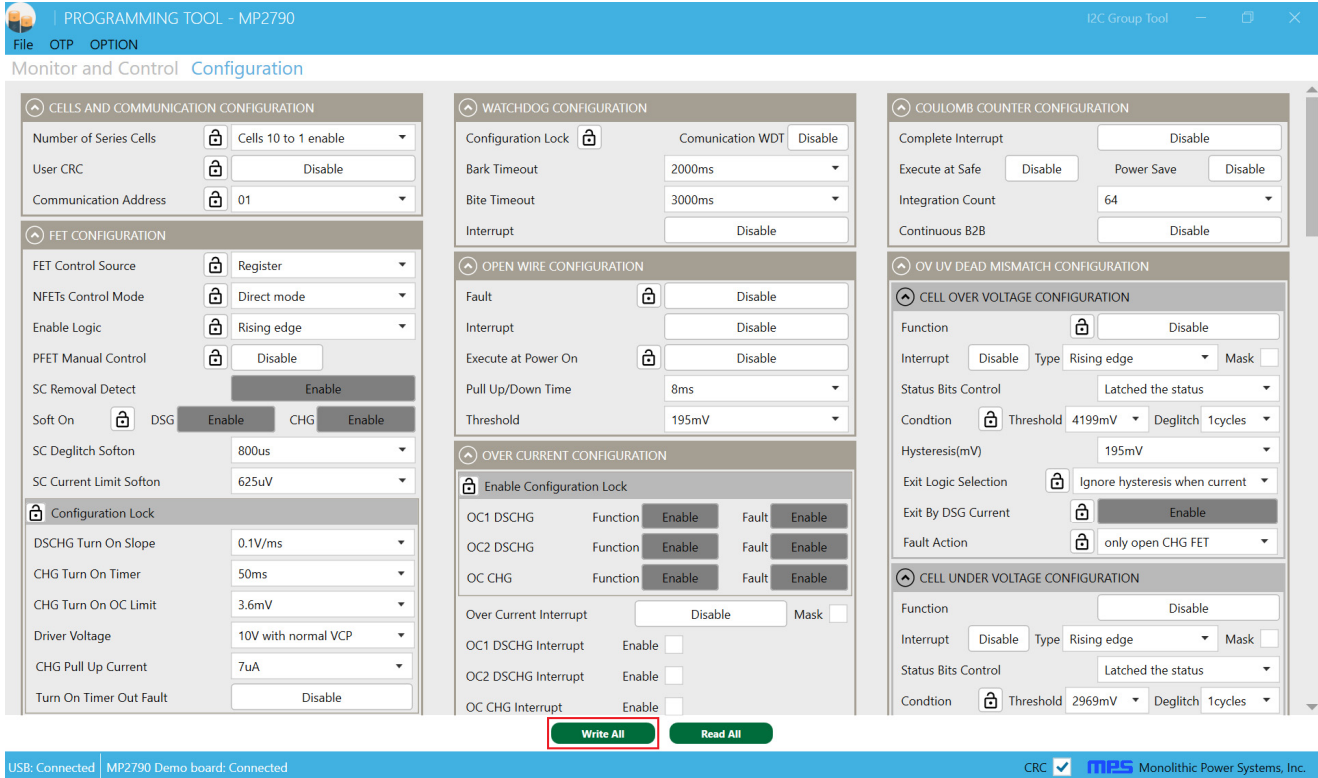 PROGRAMMING TOOL - MP2790
I2C Group Tool
File OTP OPTION
Monitor and Control Configuration
CELLS AND COMMUNICATION CONFIGURATION
Number of Series Cells Cells 10 to 1 enable
User CRC Disable
Communication Address 01
FET CONFIGURATION
FET Control Source Register
NFETs Control Mode Direct mode
Enable Logic Rising edge
PFET Manual Control Disable
SC Removal Detect Enable
Soft On DSG Enable CHG Enable
SC Deglitch Softon 800us
SC Current Limit Softon 625uV
Configuration Lock
DSCHG Turn On Slope 0.1V/ms
CHG Turn On Timer 50ms
CHG Turn On OC Limit 3.6mV
Driver Voltage 10V with normal VCP
CHG Pull Up Current 7uA
Turn On Timer Out Fault Disable
WATCHDOG CONFIGURATION
Configuration Lock Comunication WDT Disable
Bark Timeout 2000ms
Bite Timeout 3000ms
Interrupt Disable
OPEN WIRE CONFIGURATION
Fault Disable
Interrupt Disable
Execute at Power On Disable
Pull Up/Down Time 8ms
Threshold 195mV
OVER CURRENT CONFIGURATION
Enable Configuration Lock
OC1 DSCHG Function Enable Fault Enable
OC2 DSCHG Function Enable Fault Enable
OC CHG Function Enable Fault Enable
Over Current Interrupt Disable Mask
OC1 DSCHG Interrupt Enable
OC2 DSCHG Interrupt Enable
OC CHG Interrupt Enable
COULOMB COUNTER CONFIGURATION
Complete Interrupt Disable
Execute at Safe Disable Power Save Disable
Integration Count 64
Continuous B2B Disable
OV UV DEAD MISMATCH CONFIGURATION
CELL OVER VOLTAGE CONFIGURATION
Function Disable
Interrupt Disable Type Rising edge Mask
Status Bits Control Latched the status
Condtion Threshold 4199mV Deglitch 1cycles
Hysteresis(mV) 195mV
Exit Logic Selection Ignore hysteresis when current
Exit By DSG Current Enable
Fault Action only open CHG FET
CELL UNDER VOLTAGE CONFIGURATION
Function Disable
Interrupt Disable Type Rising edge Mask
Status Bits Control Latched the status
Condtion Threshold 2969mV Deglitch 1cycles
Write All Read All
USB: Connected MP2790 Demo board: Connected
CRC mps Monolithic Power Systems, Inc.